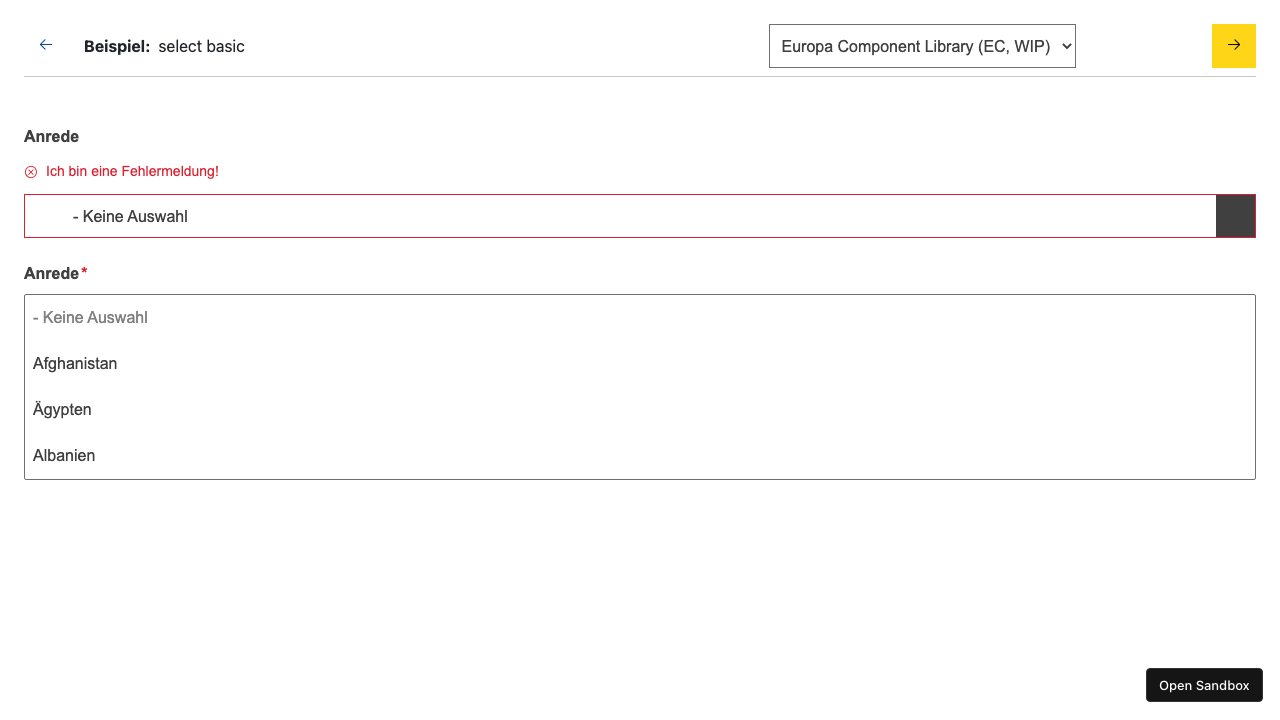 Beispiel: select basic
Europa Component Library (EC, WIP)
Anrede
Ich bin eine Fehlermeldung!
- Keine Auswahl
Anrede*
- Keine Auswahl
Afghanistan
Ägypten
Albanien
Open Sandbox